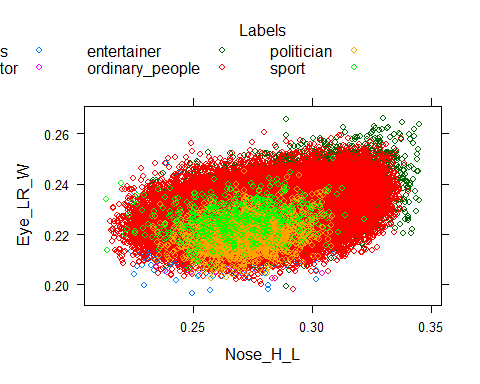 Labels
s entertainer politician
tor ordinary_people sport
0.26
0.24
0.22
0.20
Eye_LR_W
0.25 0.30 0.35
Nose_H_L